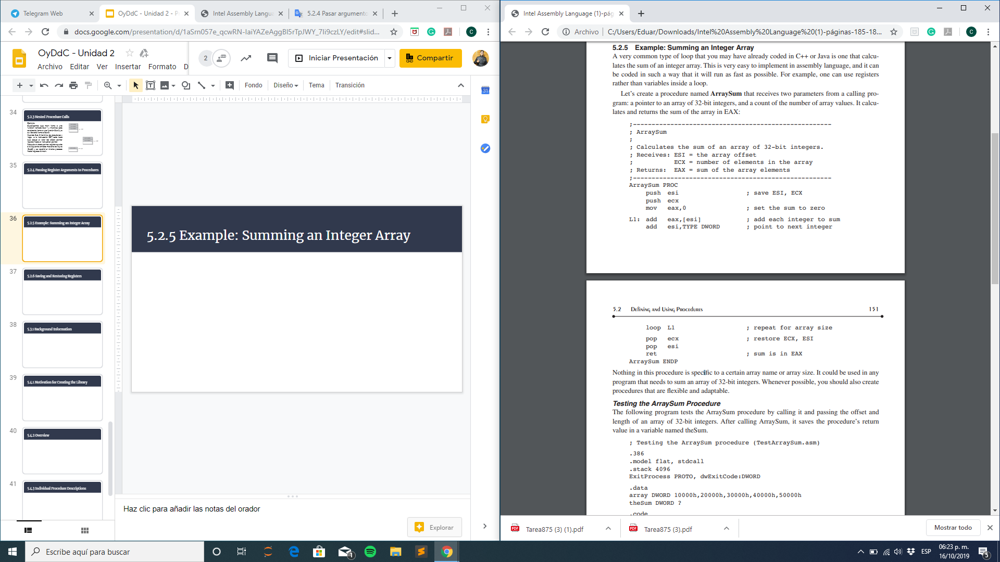 Telegram Web
OyDdC - Unidad 2 - P
Intel Assembly Langua
5.2.4 Pasar argumento
docs.google.com/presentation/d/1aSrn057e_qcwRN-IaiYAZeAggBl5rTpJWY_7Ii9czLY/edit#slid...
C
OyDdC - Unidad 2
Archivo Editar Ver Insertar Formato D
2
Iniciar Presentación
Compartir
Fondo
Diseño
Tema
Transición
31
34
5.2.3 Nested Procedure Calls
35
5.2.4 Passing Register Arguments to Procedures
36
5.2.5 Example: Summing an Integer Array
37
5.2.6 Saving and Restoring Registers
38
5.3.1 Background Information
39
5.4.1 Motivation for Creating the Library
40
5.4.2 Overview
41
5.4.3 Individual Procedure Descriptions
5.2.5 Example: Summing an Integer Array
Haz clic para añadir las notas del orador
Explorar
Intel Assembly Language (1)-pág
Archivo
C:/Users/Eduar/Downloads/Intel%20Assembly%20Language%20(1)-páginas-185-18...
C
5.2.5 Example: Summing an Integer Array
A very common type of loop that you may have already coded in C++ or Java is one that calcu-
lates the sum of an integer array. This is very easy to implement in assembly language, and it can
be coded in such a way that it will run as fast as possible. For example, one can use registers
rather than variables inside a loop.
Let's create a procedure named ArraySum that receives two parameters from a calling pro-
gram: a pointer to an array of 32-bit integers, and a count of the number of array values. It calcu-
lates and returns the sum of the array in EAX:
;-----------------------------------------------------
; ArraySum
;
; Calculates the sum of an array of 32-bit integers.
; Receives: ESI = the array offset
; ECX = number of elements in the array
; Returns: EAX = sum of the array elements
;-----------------------------------------------------
ArraySum PROC
push esi ; save ESI, ECX
push ecx
mov eax,0 ; set the sum to zero
L1: add eax,[esi] ; add each integer to sum
add esi,TYPE DWORD ; point to next integer
5.2 Defining and Using Procedures 151
loop L1 ; repeat for array size
pop ecx ; restore ECX, ESI
pop esi
ret ; sum is in EAX
ArraySum ENDP
Nothing in this procedure is specific to a certain array name or array size. It could be used in any
program that needs to sum an array of 32-bit integers. Whenever possible, you should also create
procedures that are flexible and adaptable.
Testing the ArraySum Procedure
The following program tests the ArraySum procedure by calling it and passing the offset and
length of an array of 32-bit integers. After calling ArraySum, it saves the procedure's return
value in a variable named theSum.
; Testing the ArraySum procedure (TestArraySum.asm)
.386
.model flat, stdcall
.stack 4096
ExitProcess PROTO, dwExitCode:DWORD
.data
array DWORD 10000h,20000h,30000h,40000h,50000h
theSum DWORD ?
.code
Tarea875 (3) (1).pdf
Tarea875 (3).pdf
Mostrar todo
Escribe aquí para buscar
1
ESP
06:23 p. m.
16/10/2019
5